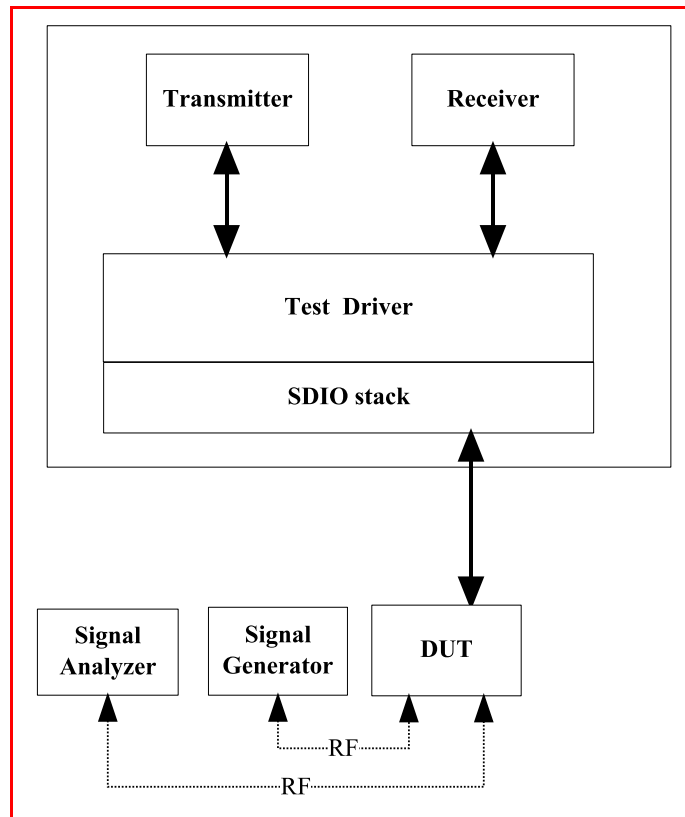 Transmitter
Receiver
Test Driver
SDIO stack
Signal
Analyzer
Signal
Generator
DUT
RF
RF